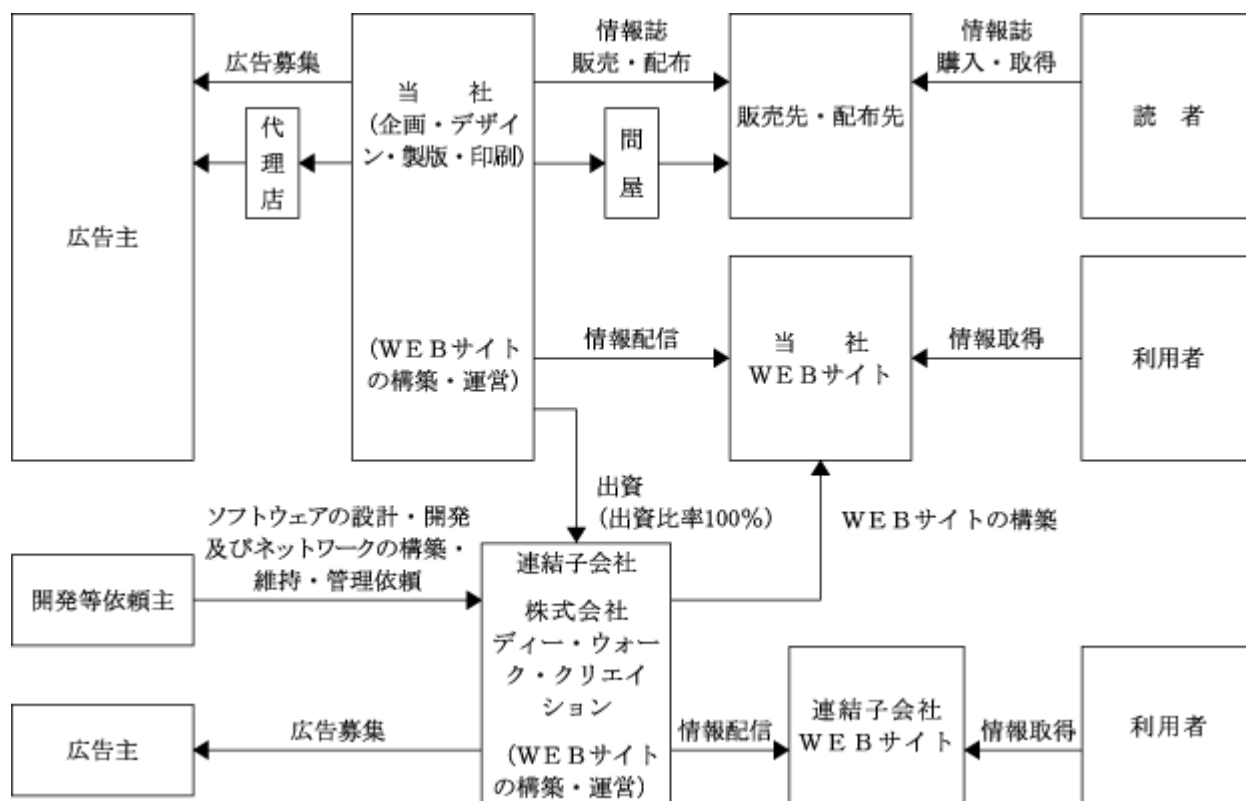 広告主
広告募集
代
理
店
当　社
(企画・デザイ
ン・製版・印刷)
(ＷＥＢサイト
の構築・運営)
情報誌
販売・配布
問
屋
販売先・配布先
情報誌
購入・取得
読　者
情報配信
当　社
ＷＥＢサイト
情報取得
利用者
出資
(出資比率100%)
ＷＥＢサイトの構築
開発等依頼主
ソフトウェアの設計・開発
及びネットワークの構築・
維持・管理依頼
連結子会社
株式会社
ディー・ウォー
ク・クリエイ
ション
(ＷＥＢサイト
の構築・運営)
広告主
広告募集
情報配信
連結子会社
ＷＥＢサイト
情報取得
利用者